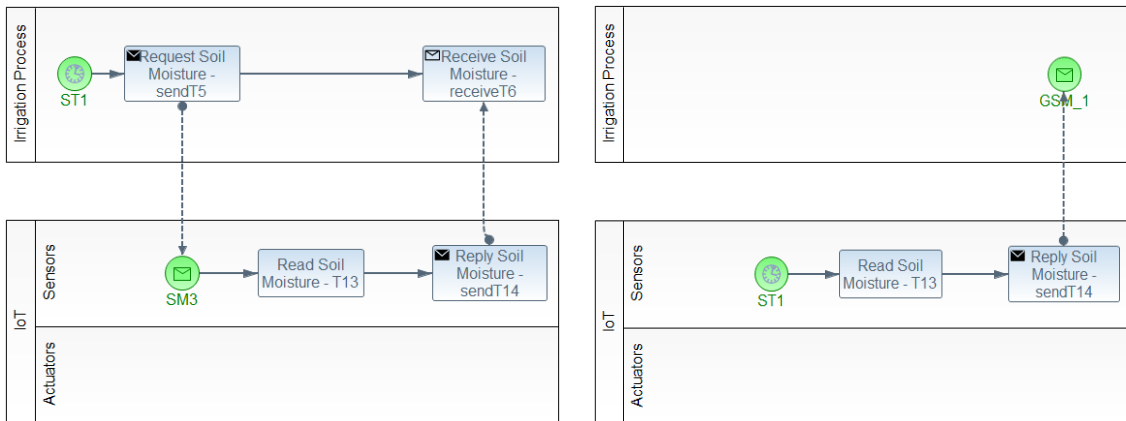 Irrigation Process
ST1
Request Soil
Moisture -
sendT5
Receive Soil
Moisture -
receiveT6
IoT
Sensors
SM3
Read Soil
Moisture - T13
Reply Soil
Moisture -
sendT14
Actuators
Irrigation Process
GSM_1
IoT
Sensors
ST1
Read Soil
Moisture - T13
Reply Soil
Moisture -
sendT14
Actuators